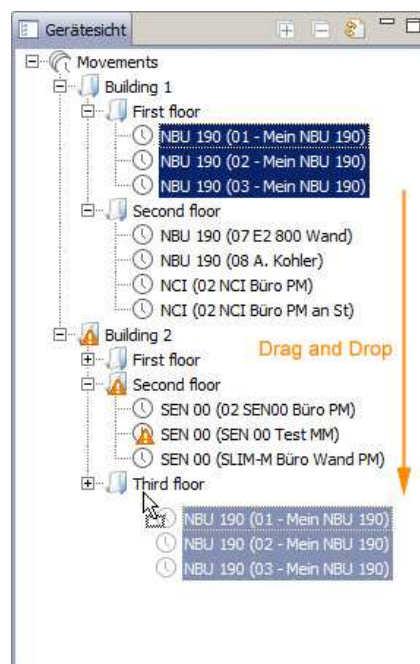 Gerätesicht
Movements
Building 1
First floor
NBU 190 (01 - Mein NBU 190)
NBU 190 (02 - Mein NBU 190)
NBU 190 (03 - Mein NBU 190)
Second floor
NBU 190 (07 E2 800 Wand)
NBU 190 (08 A. Kohler)
NCI (02 NCI Büro PM)
NCI (02 NCI Büro PM an St)
Building 2
First floor
Drag and Drop
Second floor
SEN 00 (02 SEN00 Büro PM)
SEN 00 (SEN 00 Test MM)
SEN 00 (SLIM-M Büro Wand PM)
Third floor
NBU 190 (01 - Mein NBU 190)
NBU 190 (02 - Mein NBU 190)
NBU 190 (03 - Mein NBU 190)